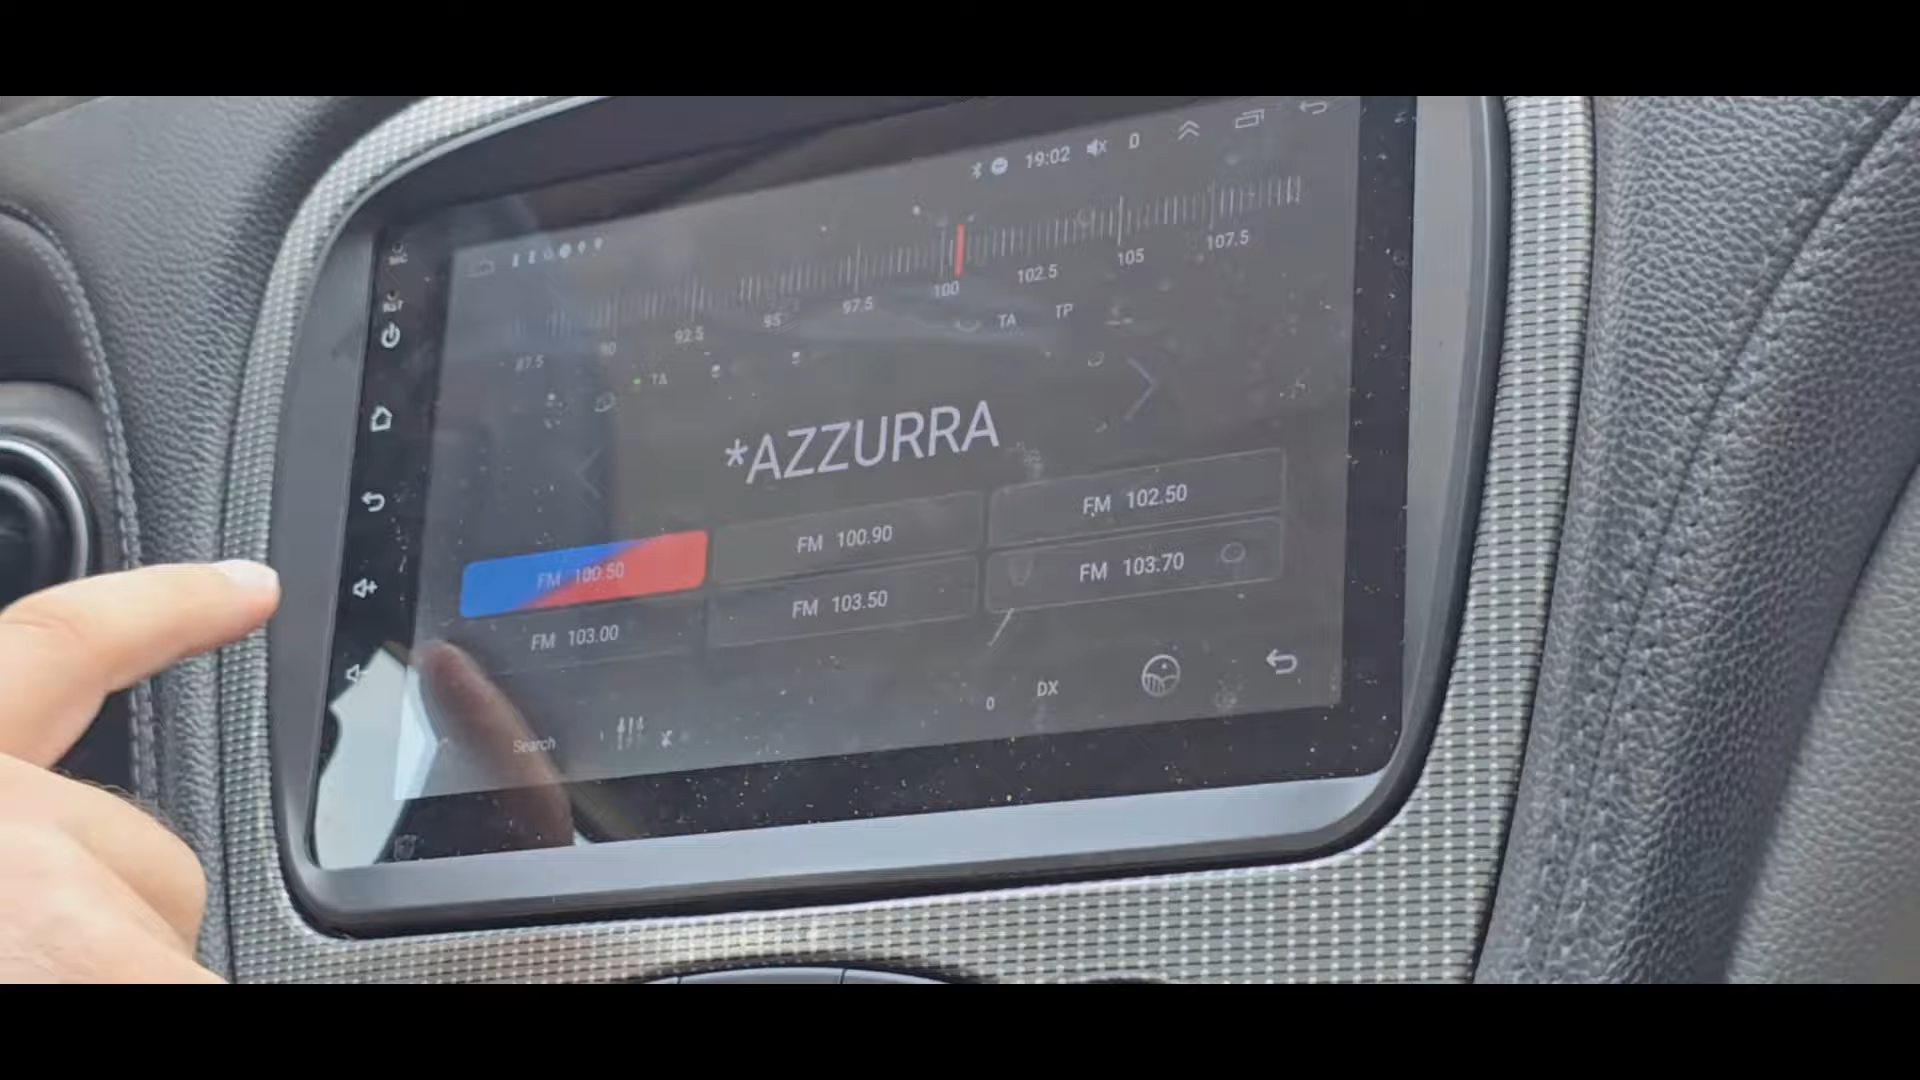 19:02 0
87.5 90 92.5 95 97.5 100 102.5 105 107.5
TA TP
TA
*AZZURRA
FM 100.50 FM 100.90 FM 102.50
FM 103.00 FM 103.50 FM 103.70
Search 0 DX
RST